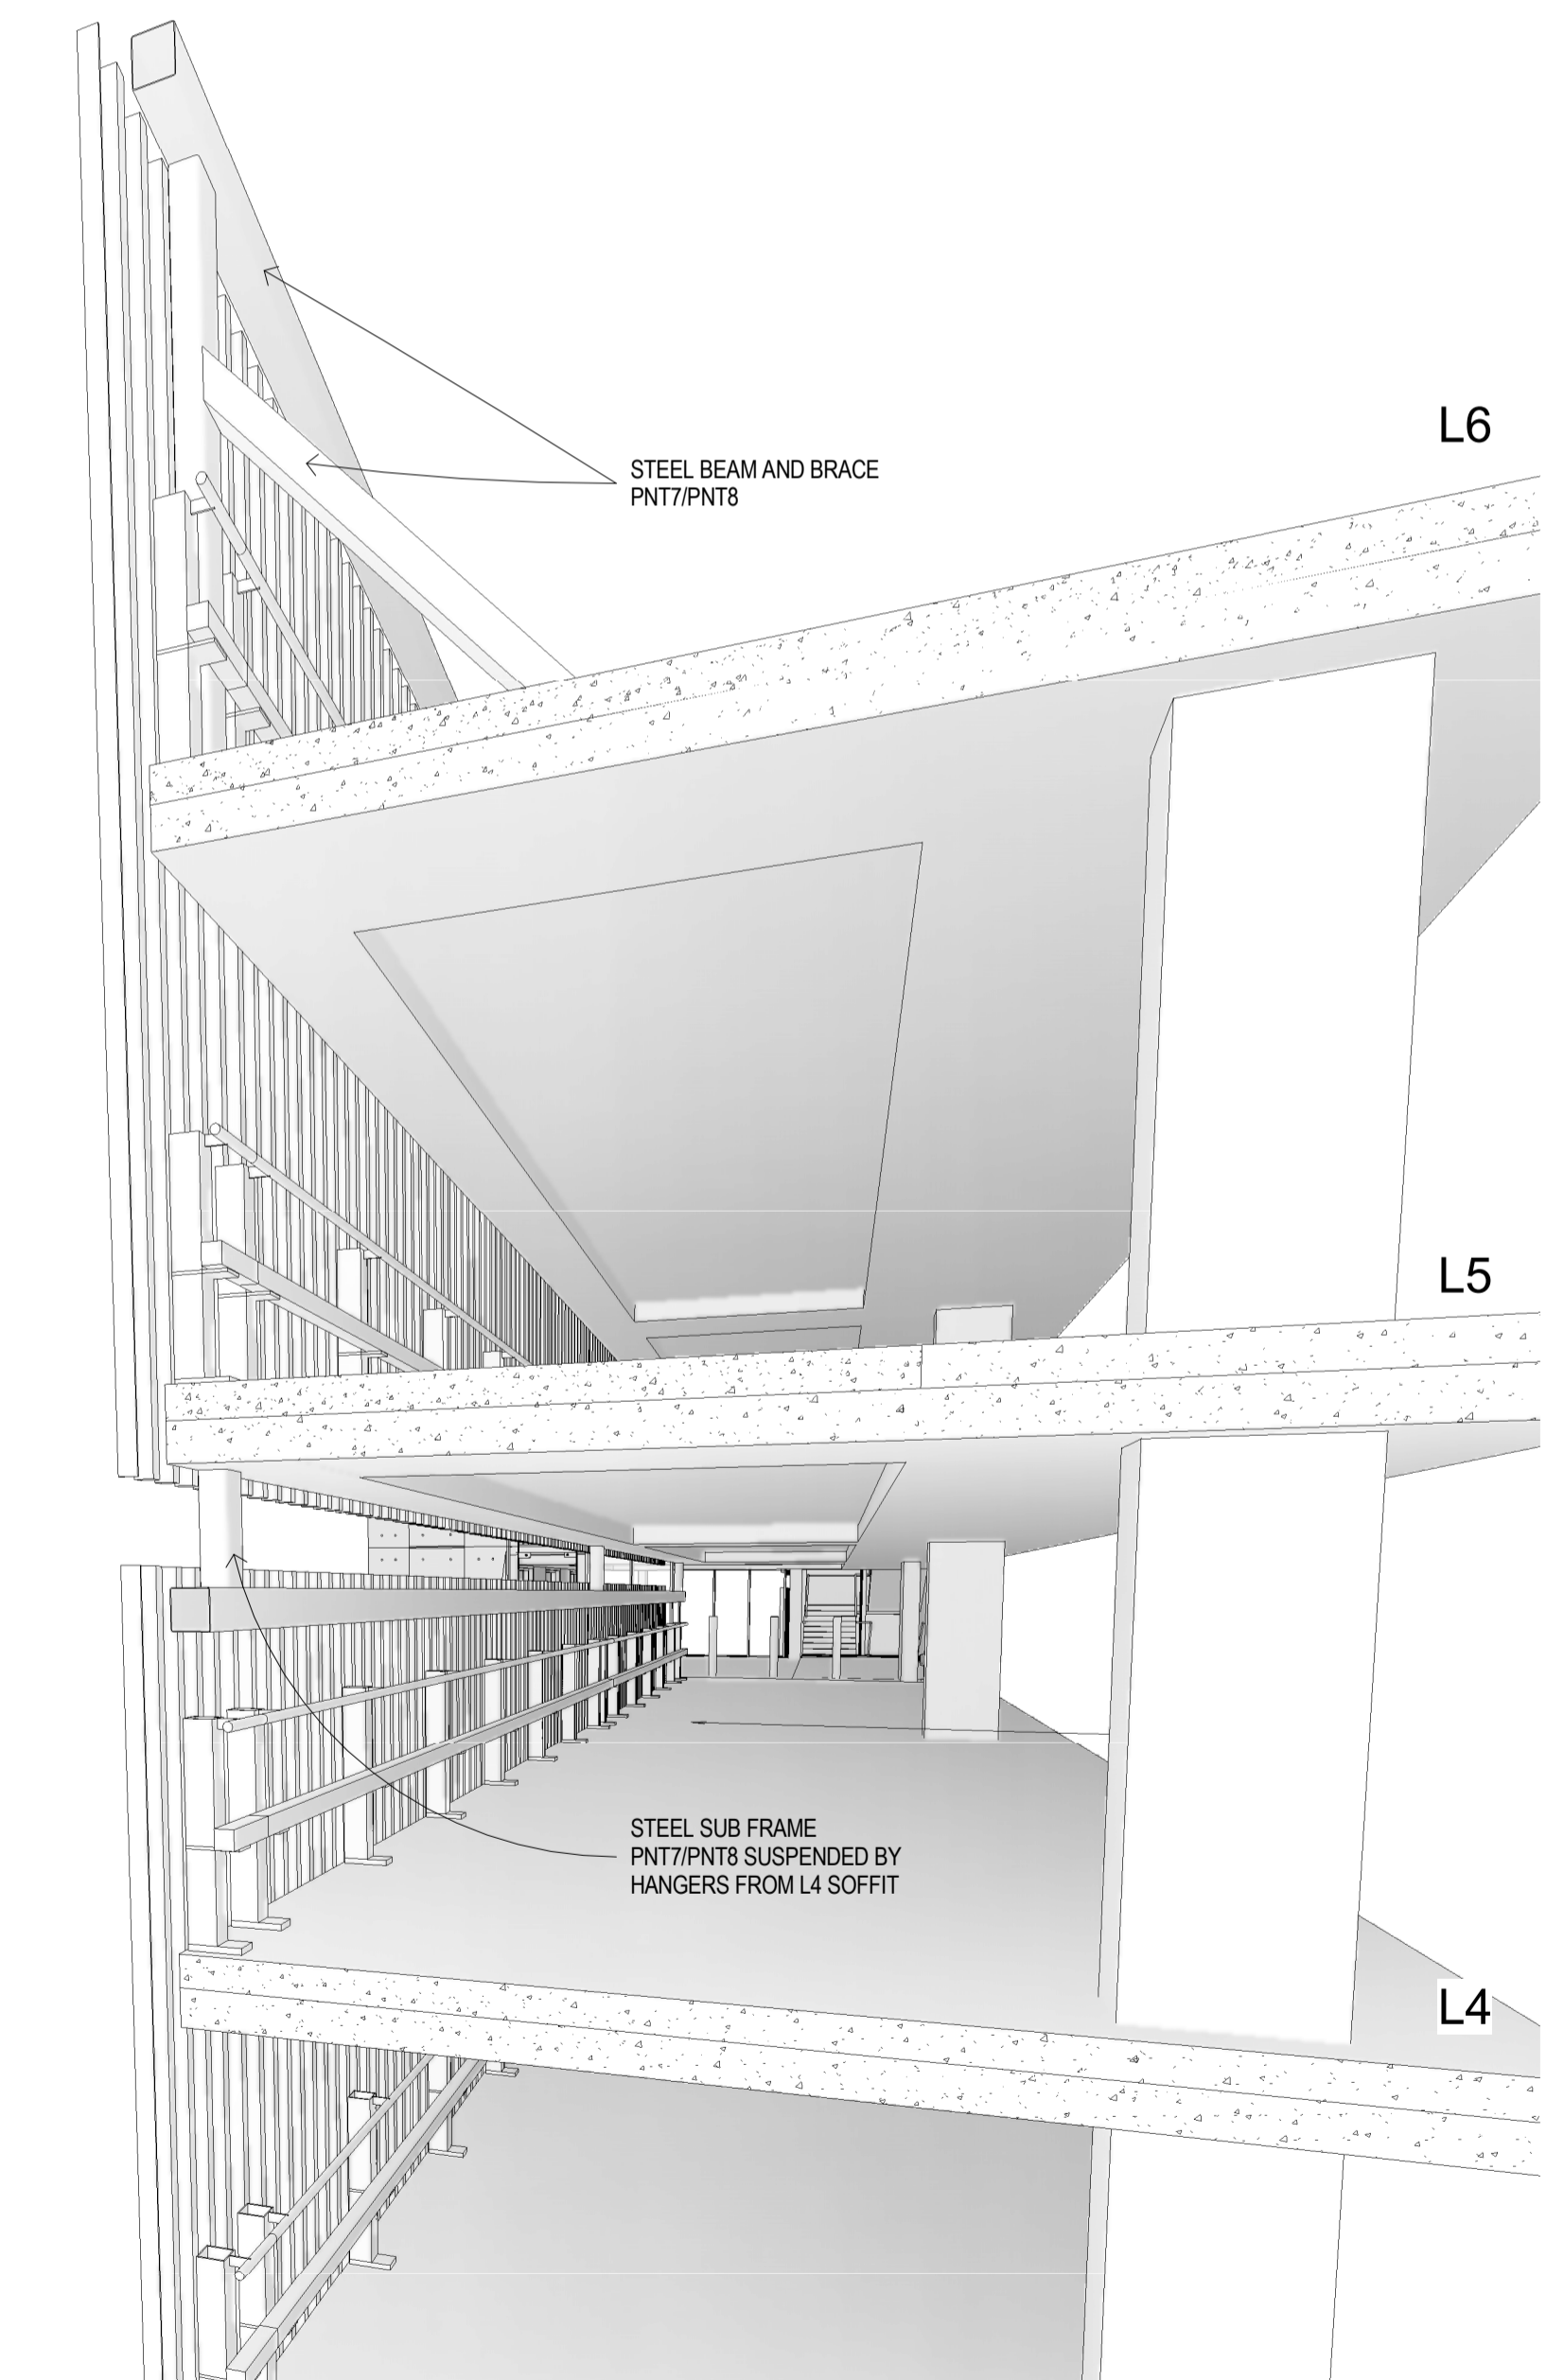 L6
STEEL BEAM AND BRACE
PNT7/PNT8
L5
STEEL SUB FRAME
PNT7/PNT8 SUSPENDED BY
HANGERS FROM L4 SOFFIT
L4